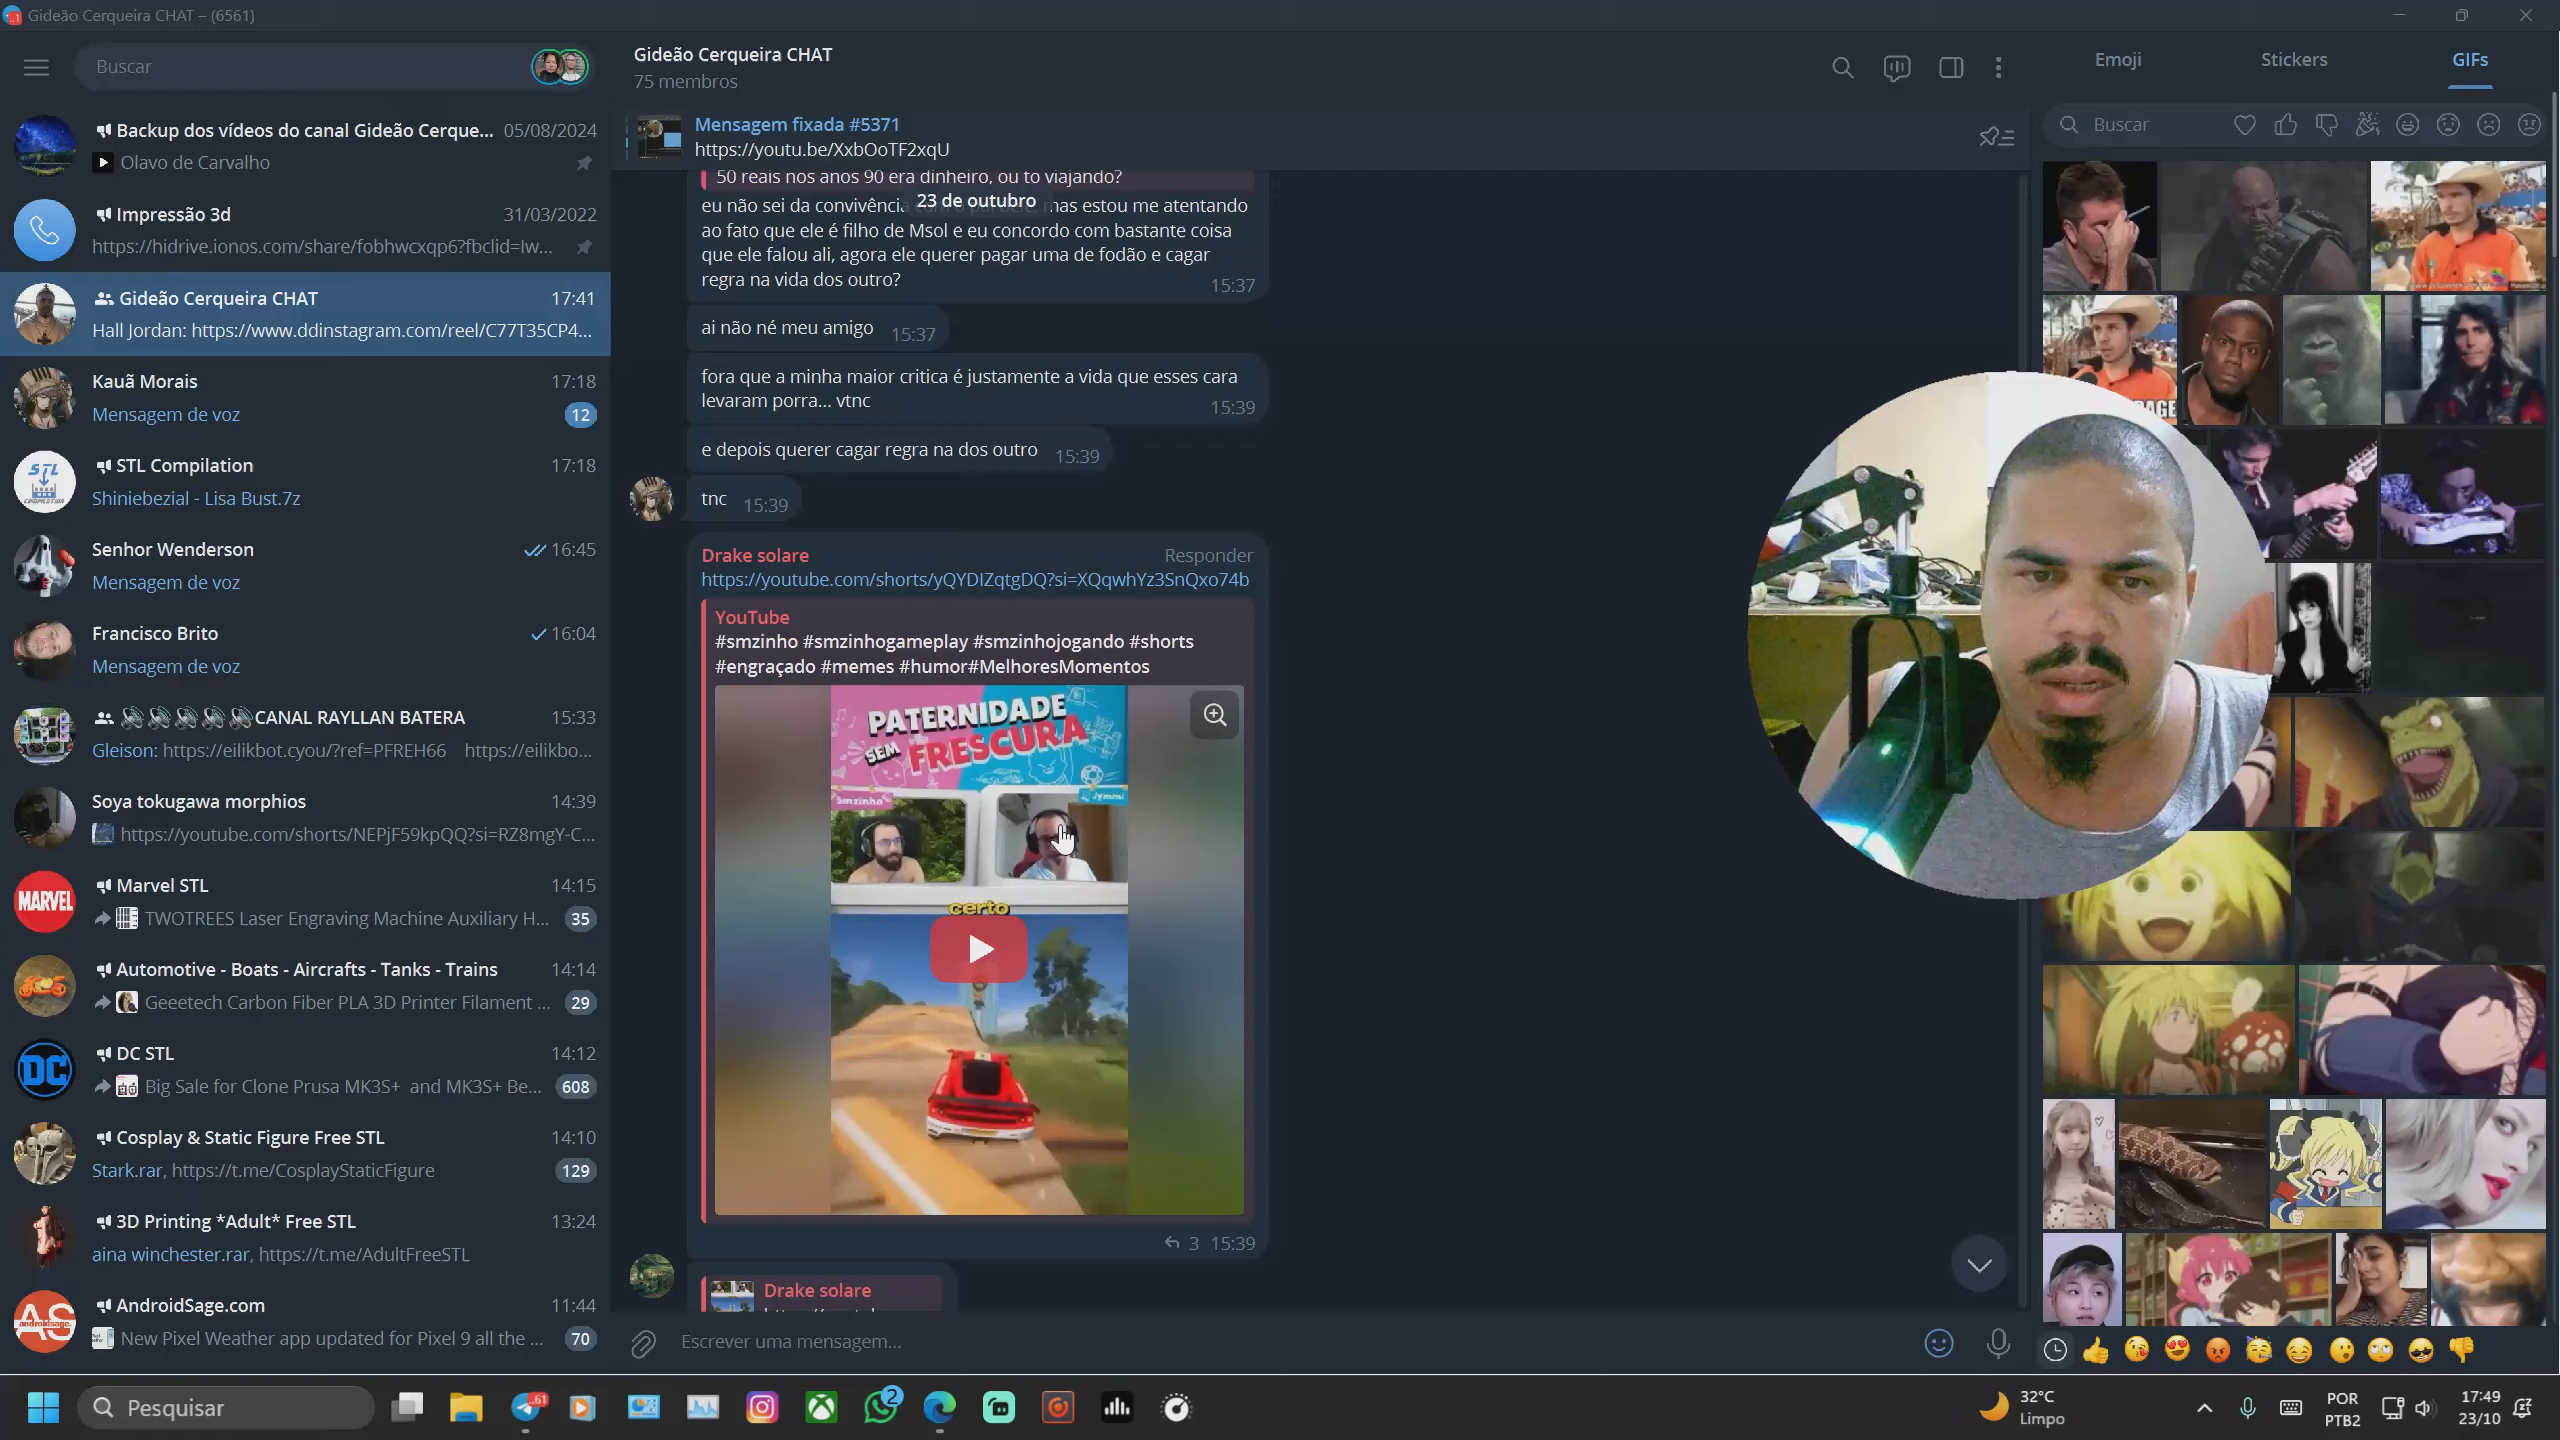 Gideão Cerqueira CHAT – (6561)
Buscar
Backup dos vídeos do canal Gideão Cerque... 05/08/2024
Olavo de Carvalho
Impressão 3d 31/03/2022
https://hidrive.ionos.com/share/fobhwcxqp6?fbclid=Iw...
Gideão Cerqueira CHAT 17:41
Hall Jordan: https://www.ddinstagram.com/reel/C77T35CP4...
Kauã Morais 17:18
Mensagem de voz 12
STL Compilation 17:18
Shiniebezial - Lisa Bust.7z
Senhor Wenderson 16:45
Mensagem de voz
Francisco Brito 16:04
Mensagem de voz
CANAL RAYLLAN BATERA 15:33
Gleison: https://eilikbot.cyou/?ref=PFREH66 https://eilikbo...
Soya tokugawa morphios 14:39
https://youtube.com/shorts/NEPjF59kpQQ?si=RZ8mgY-C...
Marvel STL 14:15
TWOTREES Laser Engraving Machine Auxiliary H... 35
Automotive - Boats - Aircrafts - Tanks - Trains 14:14
Geeetech Carbon Fiber PLA 3D Printer Filament ... 29
DC STL 14:12
Big Sale for Clone Prusa MK3S+ and MK3S+ Be... 608
Cosplay & Static Figure Free STL 14:10
Stark.rar, https://t.me/CosplayStaticFigure 129
3D Printing *Adult* Free STL 13:24
aina winchester.rar, https://t.me/AdultFreeSTL
AndroidSage.com 11:44
New Pixel Weather app updated for Pixel 9 all the ... 70
STL
MARVEL
DC
AS
Gideão Cerqueira CHAT
75 membros
Mensagem fixada #5371
https://youtu.be/XxbOoTF2xqU
50 reais nos anos 90 era dinheiro, ou to viajando?
23 de outubro
eu não sei da convivência mas estou me atentando
ao fato que ele é filho de Msol e eu concordo com bastante coisa
que ele falou ali, agora ele querer pagar uma de fodão e cagar
regra na vida dos outro? 15:37
ai não né meu amigo 15:37
fora que a minha maior critica é justamente a vida que esses cara
levaram porra... vtnc 15:39
e depois querer cagar regra na dos outro 15:39
tnc 15:39
Drake solare Responder
https://youtube.com/shorts/yQYDIZqtgDQ?si=XQqwhYz3SnQxo74b
YouTube
#smzinho #smzinhogameplay #smzinhojogando #shorts
#engraçado #memes #humor#MelhoresMomentos
PATERNIDADE
SEM FRESCURA
Smzinho Jymmi
certo
3 15:39
Drake solare
Escrever uma mensagem...
Emoji Stickers GIFs
Buscar
Pesquisar
61
2
32°C
Limpo
POR
PTB2
17:49
23/10